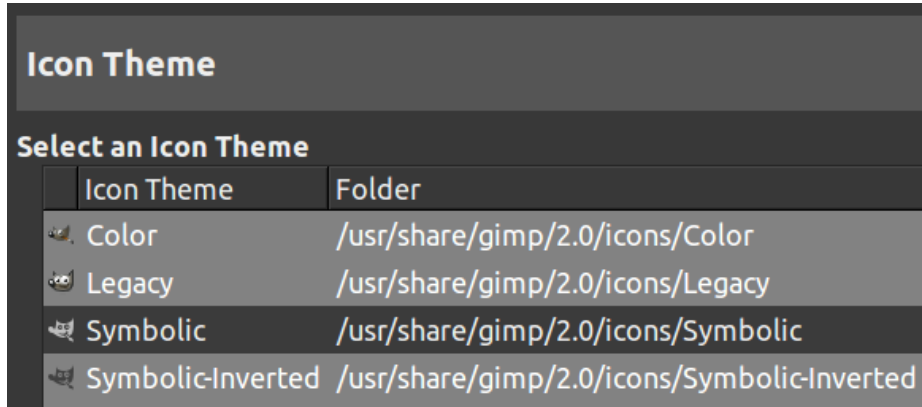 Icon Theme
Select an Icon Theme
Icon Theme Folder
Color /usr/share/gimp/2.0/icons/Color
Legacy /usr/share/gimp/2.0/icons/Legacy
Symbolic /usr/share/gimp/2.0/icons/Symbolic
Symbolic-Inverted /usr/share/gimp/2.0/icons/Symbolic-Inverted